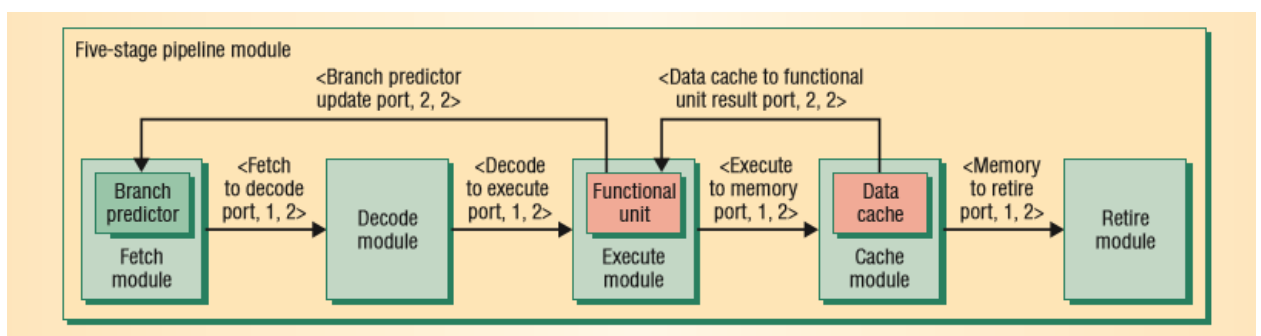 Five-stage pipeline module
<Branch predictor
update port, 2, 2>
<Data cache to functional
unit result port, 2, 2>
Branch
predictor
Fetch
module
<Fetch
to decode
port, 1, 2>
Decode
module
<Decode
to execute
port, 1, 2>
Functional
unit
Execute
module
<Execute
to memory
port, 1, 2>
Data
cache
Cache
module
<Memory
to retire
port, 1, 2>
Retire
module